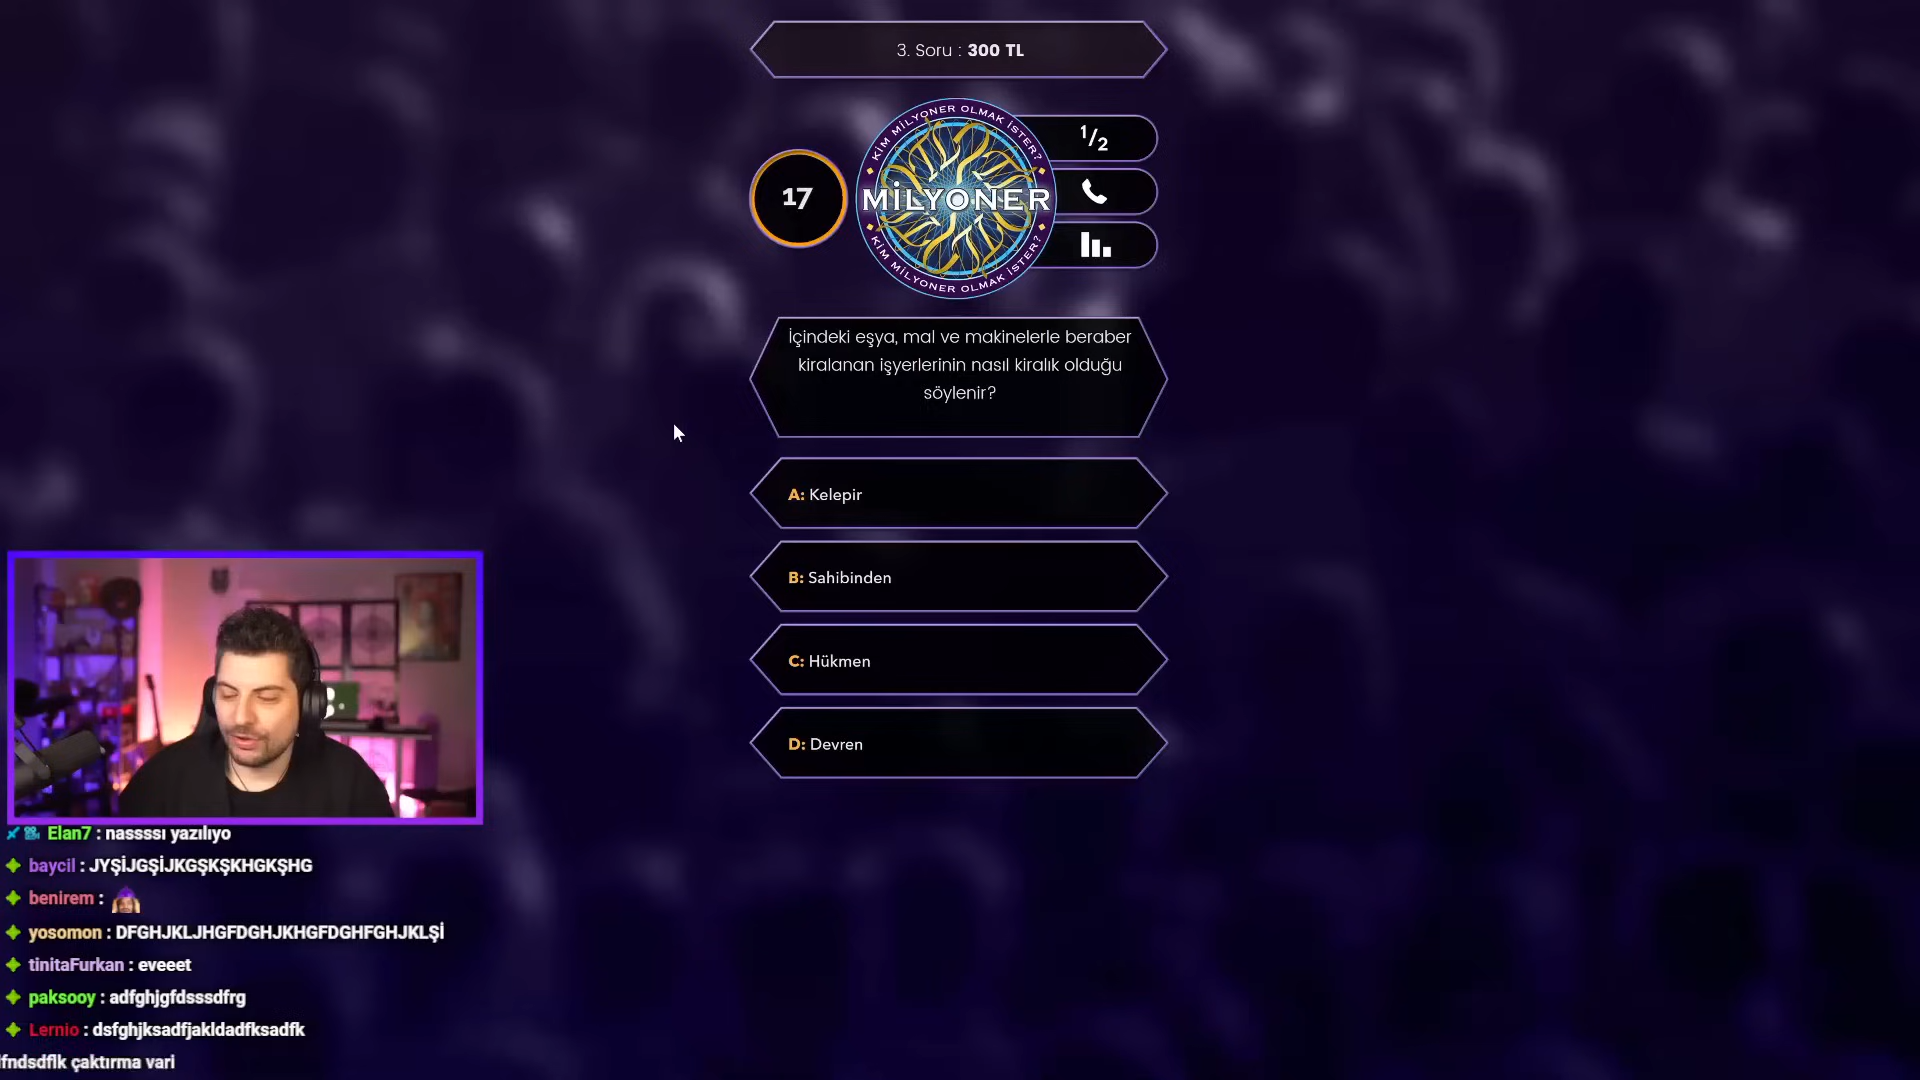 3. Soru : 300 TL
KİM MİLYONER OLMAK İSTER?
17
MİLYONER
KİM MİLYONER OLMAK İSTER?
1/2
İçindeki eşya, mal ve makinelerle beraber
kiralanan işyerlerinin nasıl kiralık olduğu
söylenir?
A: Kelepir
B: Sahibinden
C: Hükmen
D: Devren
Elan7 : nassssı yazılıyo
baycil : JYŞİJGŞİJKGŞKŞKHGKŞHG
benirem :
yosomon : DFGHJKLJHGFDGHJKHGFDGHFGHJKLŞİ
tinitaFurkan : eveeet
paksooy : adfghjgfdsssdfrg
Lernio : dsfghjksadfjakldadfksadfk
fndsdflk çaktırma vari